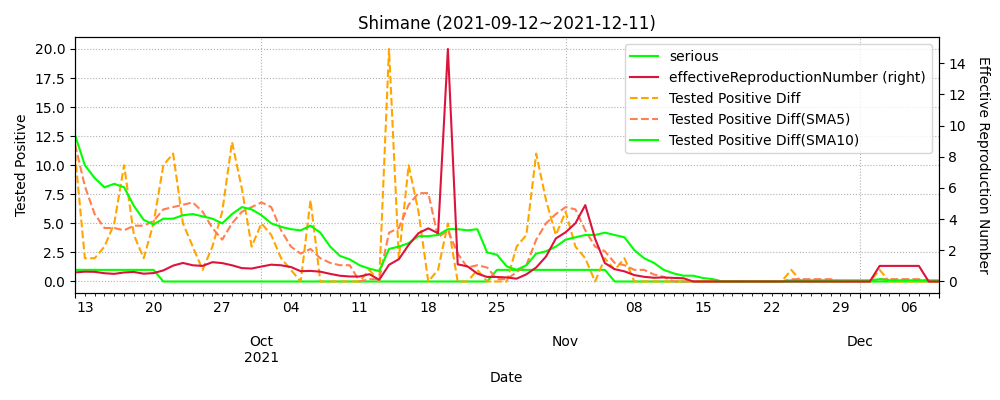 Shimane (2021-09-12~2021-12-11)
Tested Positive
20.0
17.5
15.0
12.5
10.0
7.5
5.0
2.5
0.0
serious
effectiveReproductionNumber (right)
Tested Positive Diff
Tested Positive Diff(SMA5)
Tested Positive Diff(SMA10)
14
12
10
8
6
4
2
0
Effective Reproduction Number
13 20 27 04 11 18 25 08 15 22 29 06
Oct Nov Dec
2021
Date